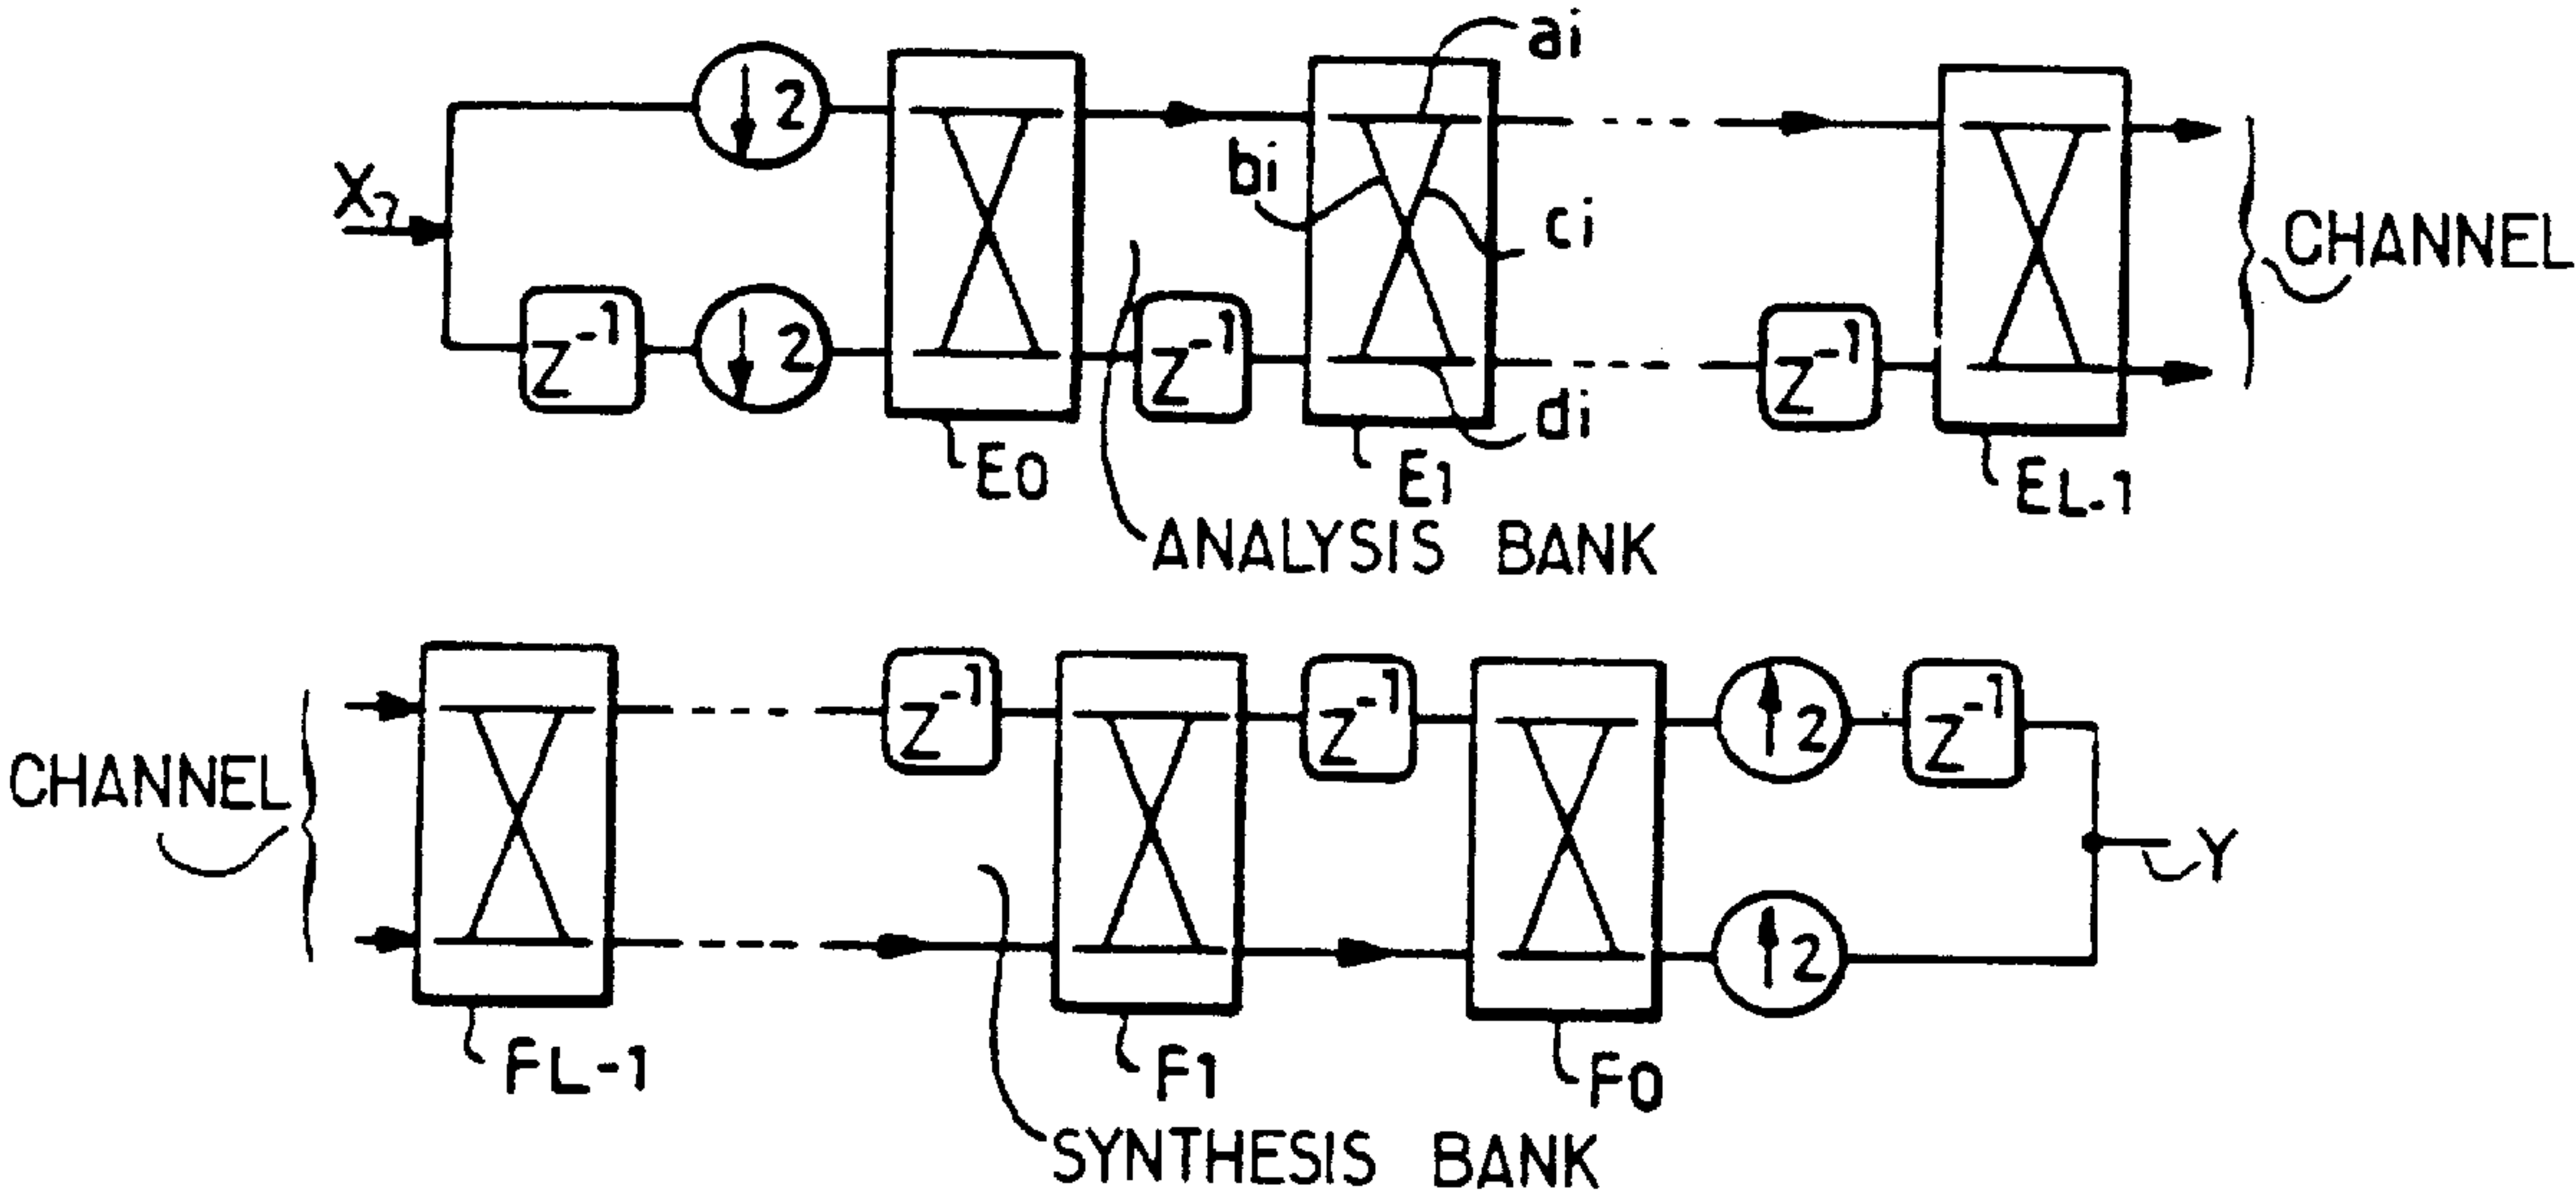 ai
X
↓2
bi
ci
CHANNEL
z⁻¹
↓2
z⁻¹
di
z⁻¹
E0
E1
EL-1
ANALYSIS BANK
CHANNEL
z⁻¹
z⁻¹
↑2
z⁻¹
Y
↑2
FL-1
F1
F0
SYNTHESIS BANK